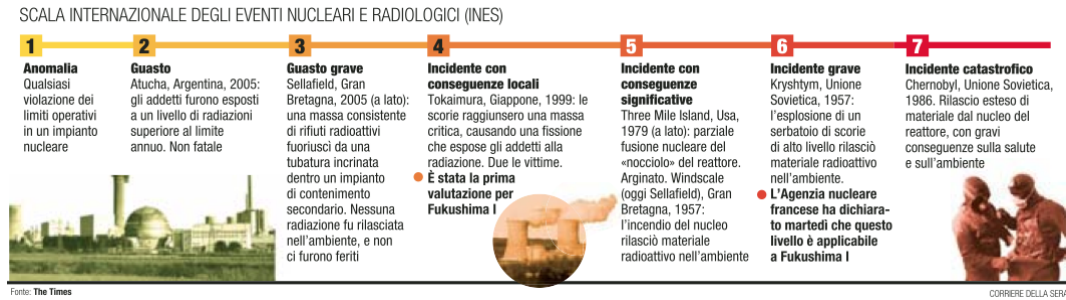 SCALA INTERNAZIONALE DEGLI EVENTI NUCLEARI E RADIOLOGICI (INES)
1
Anomalia
Qualsiasi
violazione dei
limiti operativi
in un impianto
nucleare
2
Guasto
Atucha, Argentina, 2005:
gli addetti furono esposti
a un livello di radiazioni
superiore al limite
annuo. Non fatale
3
Guasto grave
Sellafield, Gran
Bretagna, 2005 (a lato):
una massa consistente
di rifiuti radioattivi
fuoriuscì da una
tubatura incrinata
dentro un impianto
di contenimento
secondario. Nessuna
radiazione fu rilasciata
nell'ambiente, e non
ci furono feriti
4
Incidente con
conseguenze locali
Tokaimura, Giappone, 1999: le
scorie raggiunsero una massa
critica, causando una fissione
che espose gli addetti alla
radiazione. Due le vittime.
È stata la prima
valutazione per
Fukushima I
5
Incidente con
conseguenze
significative
Three Mile Island, Usa,
1979 (a lato): parziale
fusione nucleare del
«nocciolo» del reattore.
Arginato. Windscale
(oggi Sellafield), Gran
Bretagna, 1957:
l'incendio del nucleo
rilasciò materiale
radioattivo nell'ambiente
6
Incidente grave
Kryshtym, Unione
Sovietica, 1957:
l'esplosione di un
serbatoio di scorie
di alto livello rilasciò
materiale radioattivo
nell'ambiente.
L'Agenzia nucleare
francese ha dichiara-
to martedì che questo
livello è applicabile
a Fukushima I
7
Incidente catastrofico
Chernobyl, Unione Sovietica,
1986. Rilascio esteso di
materiale dal nucleo del
reattore, con gravi
conseguenze sulla salute
e sull'ambiente
Fonte: The Times
CORRIERE DELLA SERA